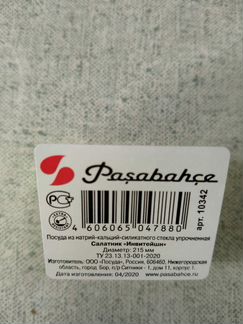 Paşabahçe
арт. 10342
4 606065 047880
Посуда из натрий-кальций-силикатного стекла упрочненная
Салатник «Инвитейшн»
Диаметр: 215 мм
ТУ 23.13.13-001-2020
Изготовитель: ООО «Посуда», Россия, 606460, Нижегородская
область, город Бор, п/р Ситники - 1, дом 11, корпус 1.
Дата изготовления: 04/2020 www.pasabahce.ru